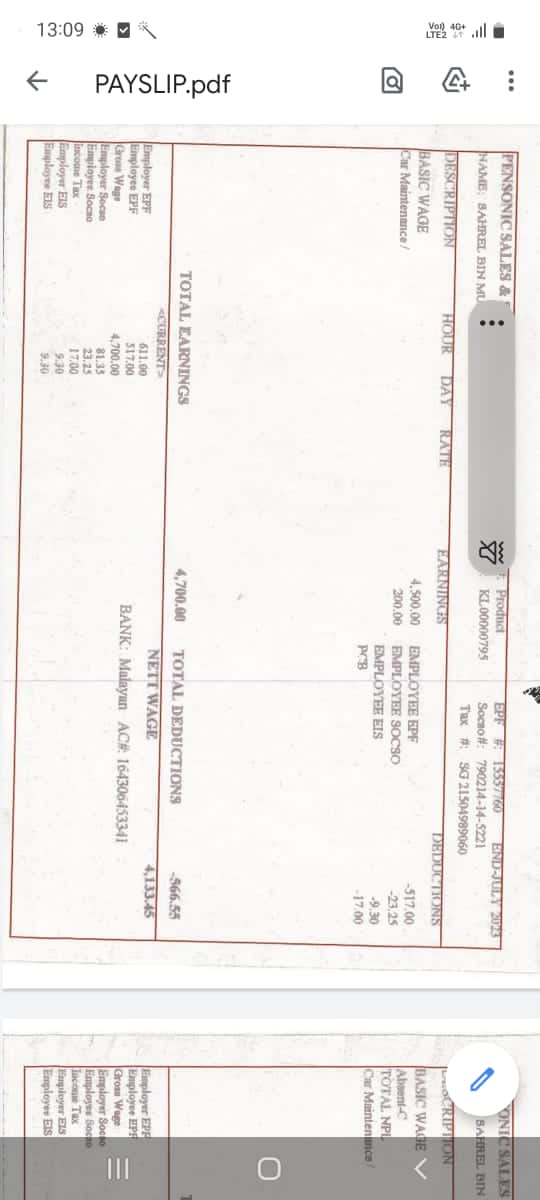 13:09
Vo)) 4G+
LTE2
PAYSLIP.pdf
PENSONIC SALES &
Product
EPF #: 13357760 END-JULY 2023
NAME: SAHREL BIN MU
KL00000795
Socso#: 790214-14-5221
Tax #: SG 21504989060
DESCRIPTION HOUR DAY RATE EARNINGS DEDUCTIONS
BASIC WAGE 4,500.00 EMPLOYEE EPF -517.00
Car Maintenance / 200.00 EMPLOYEE SOCSO -23.25
EMPLOYEE EIS -9.30
PCB -17.00
TOTAL EARNINGS 4,700.00 TOTAL DEDUCTIONS -566.55
<CURRENT> NETT WAGE 4,133.45
Employer EPF 611.00
Employee EPF 517.00
Gross Wage 4,700.00 BANK: Malayan AC#: 164306453341
Employer Socso 81.35
Employee Socso 23.25
Income Tax 17.00
Employer EIS 9.30
Employee EIS 9.30
ONIC SALES
SAHREL BIN
CRIPTION
BASIC WAGE
Absent-C
TOTAL NPL
Car Maintenance /
Employer EPF
Employee EPF
Gross Wage
Employer Socso
Employee Socso
Income Tax
Employer EIS
Employee EIS